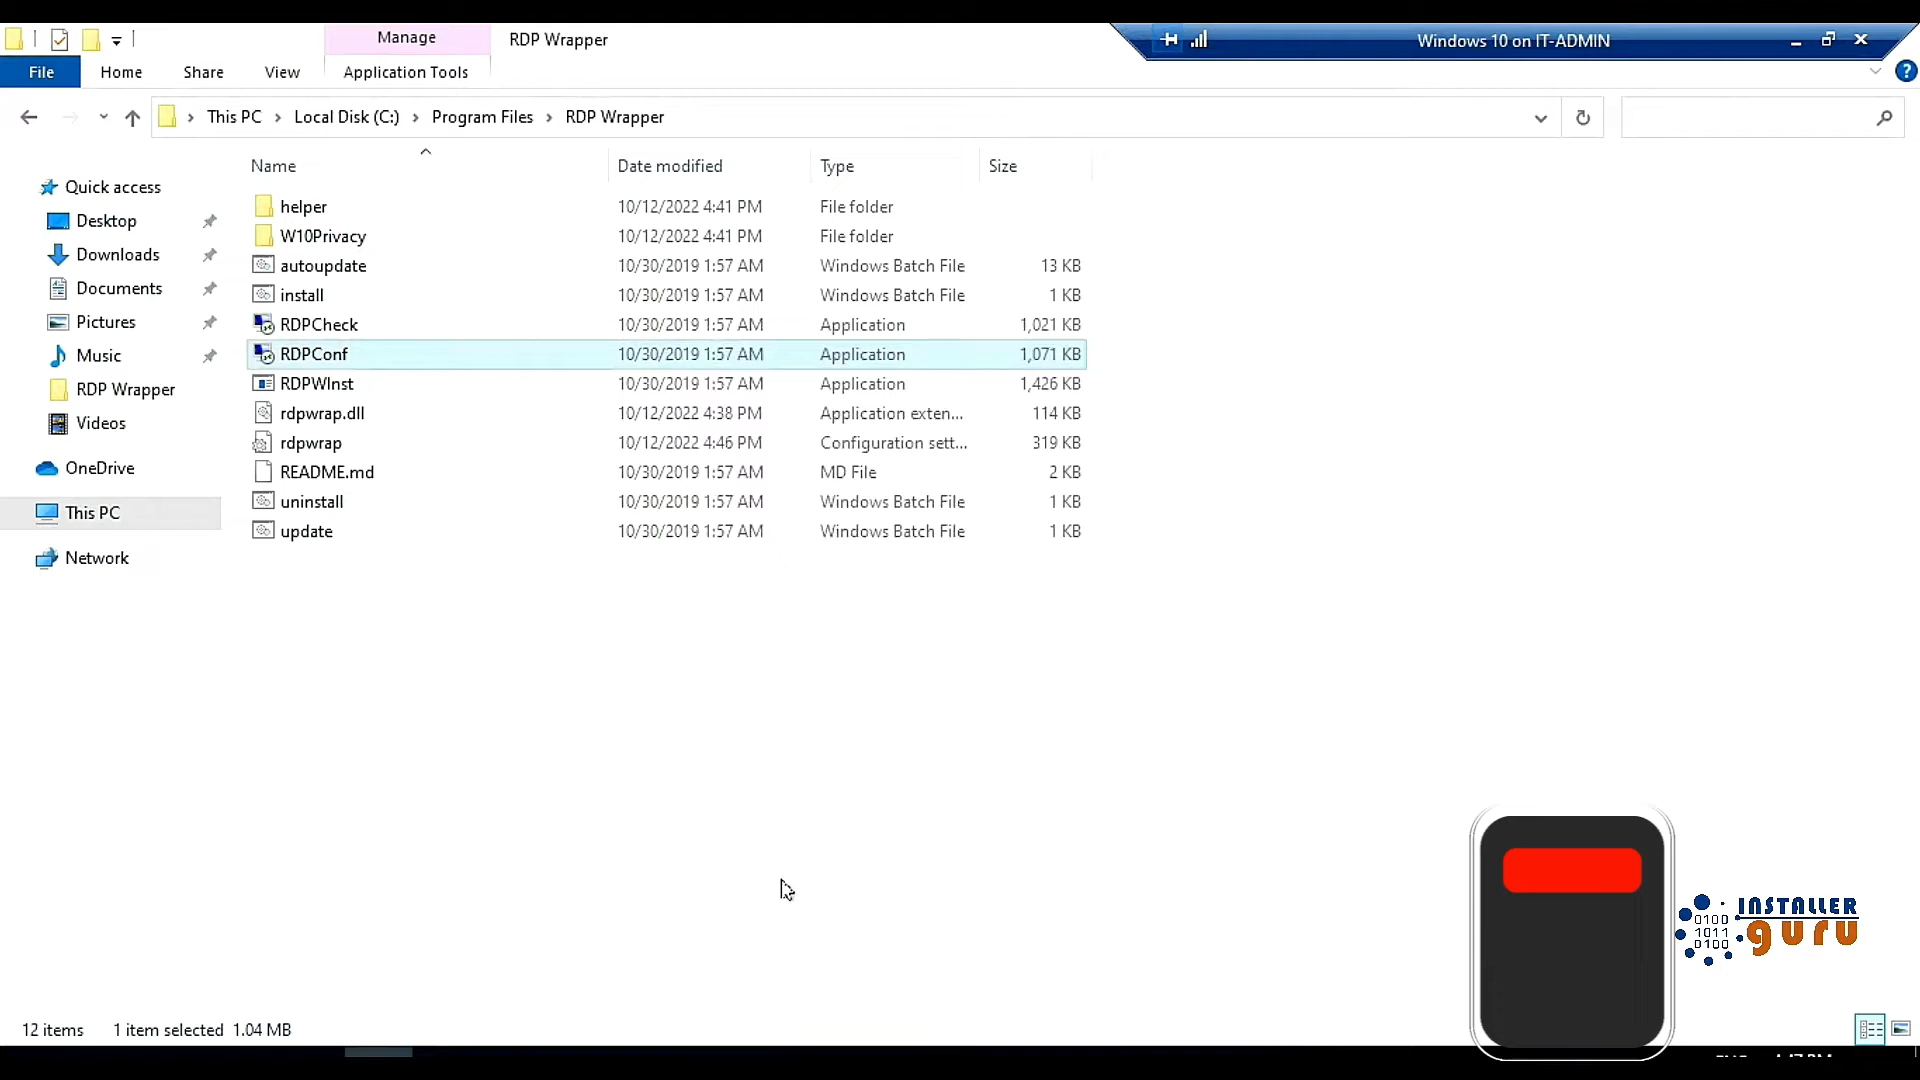 Manage
RDP Wrapper
Windows 10 on IT-ADMIN
File
Home
Share
View
Application Tools
This PC
Local Disk (C:)
Program Files
RDP Wrapper
Name
Date modified
Type
Size
Quick access
Desktop
Downloads
Documents
Pictures
Music
RDP Wrapper
Videos
OneDrive
This PC
Network
helper 10/12/2022 4:41 PM File folder
W10Privacy 10/12/2022 4:41 PM File folder
autoupdate 10/30/2019 1:57 AM Windows Batch File 13 KB
install 10/30/2019 1:57 AM Windows Batch File 1 KB
RDPCheck 10/30/2019 1:57 AM Application 1,021 KB
RDPConf 10/30/2019 1:57 AM Application 1,071 KB
RDPWInst 10/30/2019 1:57 AM Application 1,426 KB
rdpwrap.dll 10/12/2022 4:38 PM Application exten... 114 KB
rdpwrap 10/12/2022 4:46 PM Configuration sett... 319 KB
README.md 10/30/2019 1:57 AM MD File 2 KB
uninstall 10/30/2019 1:57 AM Windows Batch File 1 KB
update 10/30/2019 1:57 AM Windows Batch File 1 KB
INSTALLER
guru
0100
1011
0100
12 items 1 item selected 1.04 MB